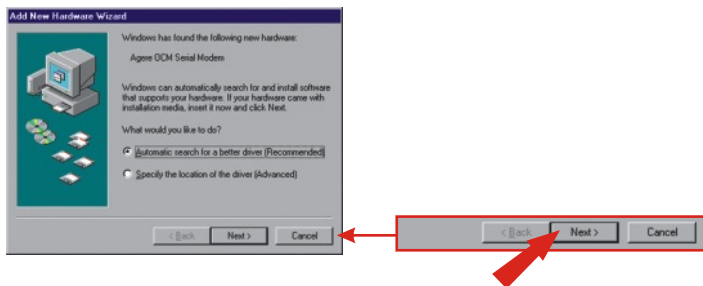 Add New Hardware Wizard
Windows has found the following new hardware:
Agere OCM Serial Modem
Windows can automatically search for and install software
that supports your hardware. If your hardware came with
installation media, insert it now and click Next.
What would you like to do?
Automatic search for a better driver (Recommended)
Specify the location of the driver (Advanced)
< Back Next > Cancel
< Back Next > Cancel